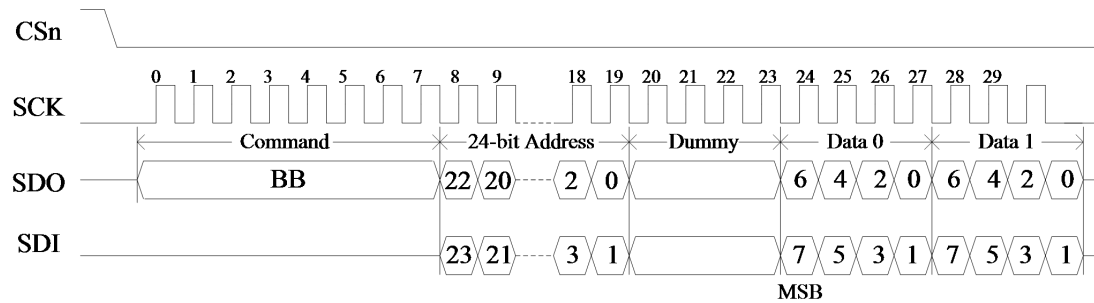 CSn
0 1 2 3 4 5 6 7 8 9 18 19 20 21 22 23 24 25 26 27 28 29
SCK
Command 24-bit Address Dummy Data 0 Data 1
SDO BB 22 20 2 0 6 4 2 0 6 4 2 0
SDI 23 21 3 1 7 5 3 1 7 5 3 1
MSB